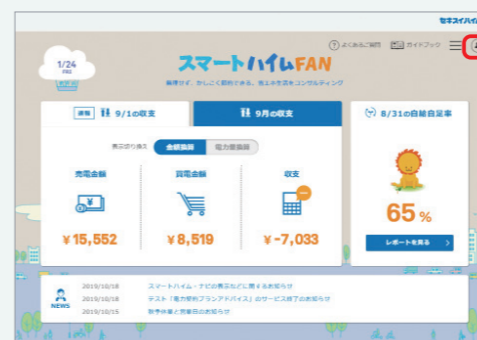 セキスイハイ
よくあるご質問 ガイドブック
1/24
FRI
スマートハイムFAN
無理せず、かしこく節約できる、省エネ生活をコンサルティング
速報 9/1の収支
9月の収支
8/31の自給自足率
表示切り換え 金額換算 電力量換算
売電金額
買電金額
収支
¥15,552
¥8,519
¥-7,033
65%
レポートを見る
NEWS
2019/10/18 スマートハイム・ナビの表示などに関するお知らせ
2019/10/18 テスト「電力契約プランアドバイス」のサービス終了のお知らせ
2019/10/15 秋予休業と営業日のお知らせ